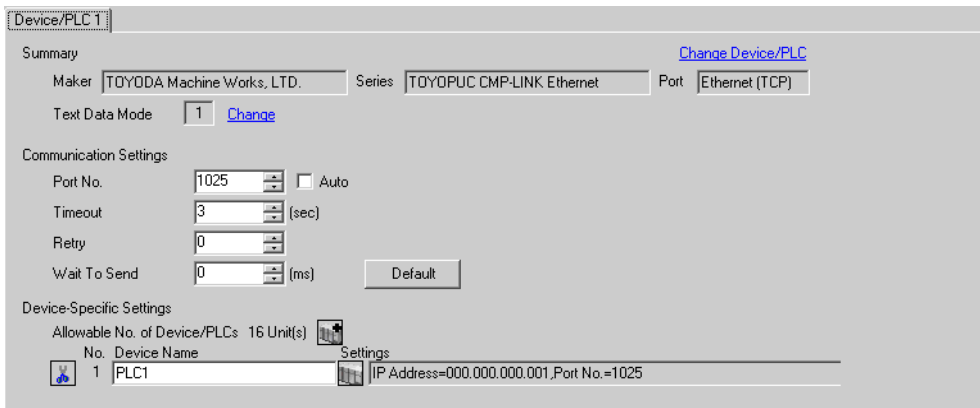 Device/PLC 1
Summary Change Device/PLC
Maker TOYODA Machine Works, LTD. Series TOYOPUC CMP-LINK Ethernet Port Ethernet (TCP)
Text Data Mode 1 Change
Communication Settings
Port No. 1025 Auto
Timeout 3 (sec)
Retry 0
Wait To Send 0 (ms) Default
Device-Specific Settings
Allowable No. of Device/PLCs 16 Unit(s)
No. Device Name Settings
1 PLC1 IP Address=000.000.000.001,Port No.=1025